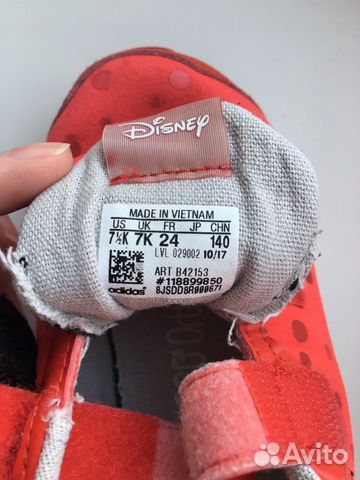 Disney
MADE IN VIETNAM
US UK FR JP CHN
7½K 7K 24 140
LVL 029002 10/17
ART B42153
#118899850
adidas 8JSDD8R000671
Avito